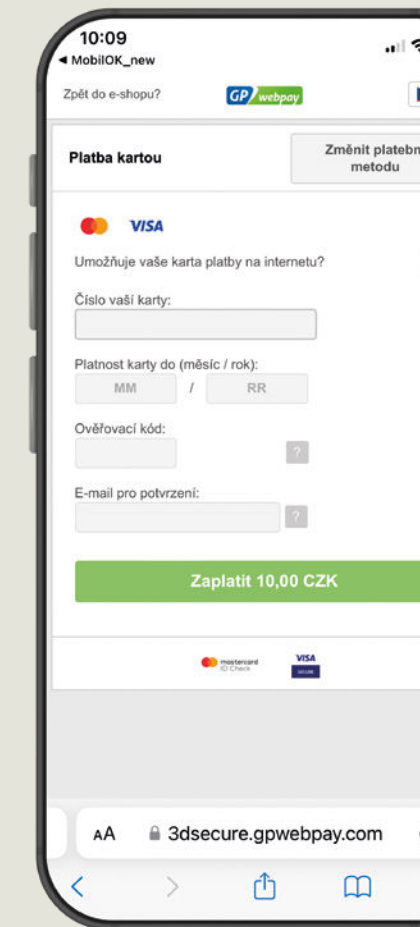 10:09
◀ MobilOK_new
Zpět do e-shopu?
GP webpay
Platba kartou
Změnit platebn
metodu
VISA
Umožňuje vaše karta platby na internetu?
Číslo vaší karty:
Platnost karty do (měsíc / rok):
MM / RR
Ověřovací kód:
?
E-mail pro potvrzení:
?
Zaplatit 10,00 CZK
mastercard
ID Check
VISA
SECURE
AA 3dsecure.gpwebpay.com